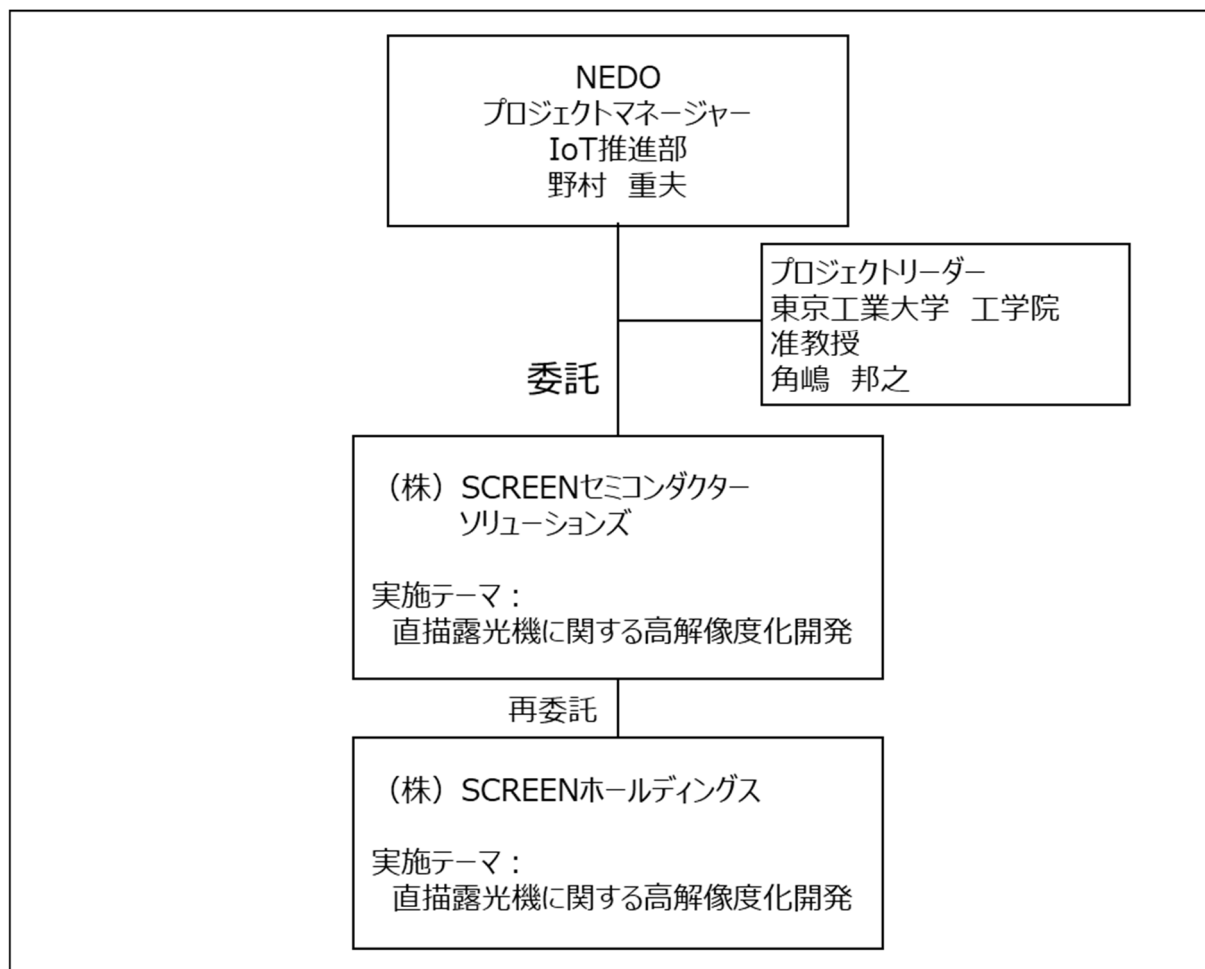 NEDO
プロジェクトマネージャー
IoT推進部
野村　重夫
プロジェクトリーダー
東京工業大学　工学院
准教授
角嶋　邦之
委託
（株）SCREENセミコンダクター
ソリューションズ
実施テーマ：
直描露光機に関する高解像度化開発
再委託
（株）SCREENホールディングス
実施テーマ：
直描露光機に関する高解像度化開発